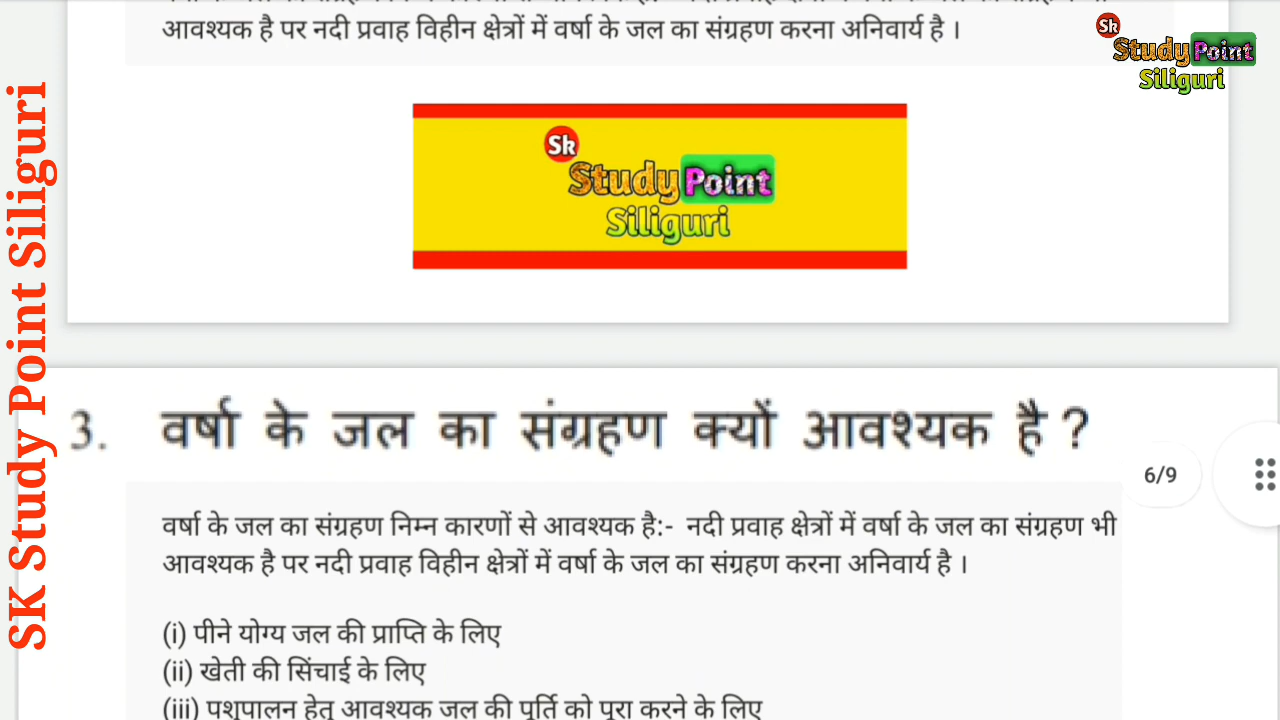 आवश्यक है पर नदी प्रवाह विहीन क्षेत्रों में वर्षा के जल का संग्रहण करना अनिवार्य है ।
Sk
Study Point
Siliguri
SK Study Point Siliguri
Sk
Study Point
Siliguri
3. वर्षा के जल का संग्रहण क्यों आवश्यक है ?
6/9
वर्षा के जल का संग्रहण निम्न कारणों से आवश्यक है:- नदी प्रवाह क्षेत्रों में वर्षा के जल का संग्रहण भी
आवश्यक है पर नदी प्रवाह विहीन क्षेत्रों में वर्षा के जल का संग्रहण करना अनिवार्य है ।
(i) पीने योग्य जल की प्राप्ति के लिए
(ii) खेती की सिंचाई के लिए
(iii) पशुपालन हेतु आवश्यक जल की पूर्ति को पूरा करने के लिए